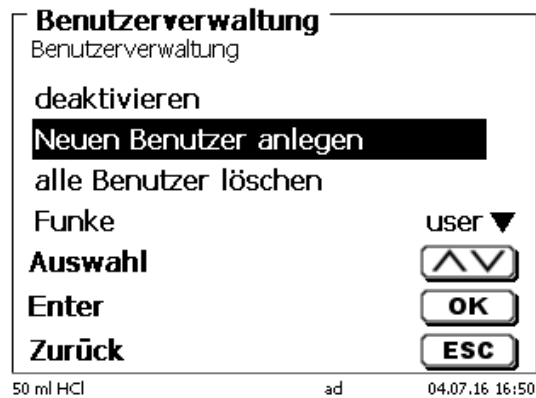 Benutzerverwaltung
Benutzerverwaltung
deaktivieren
Neuen Benutzer anlegen
alle Benutzer löschen
Funke user ▼
Auswahl
Enter OK
Zurück ESC
50 ml HCl ad 04.07.16 16:50